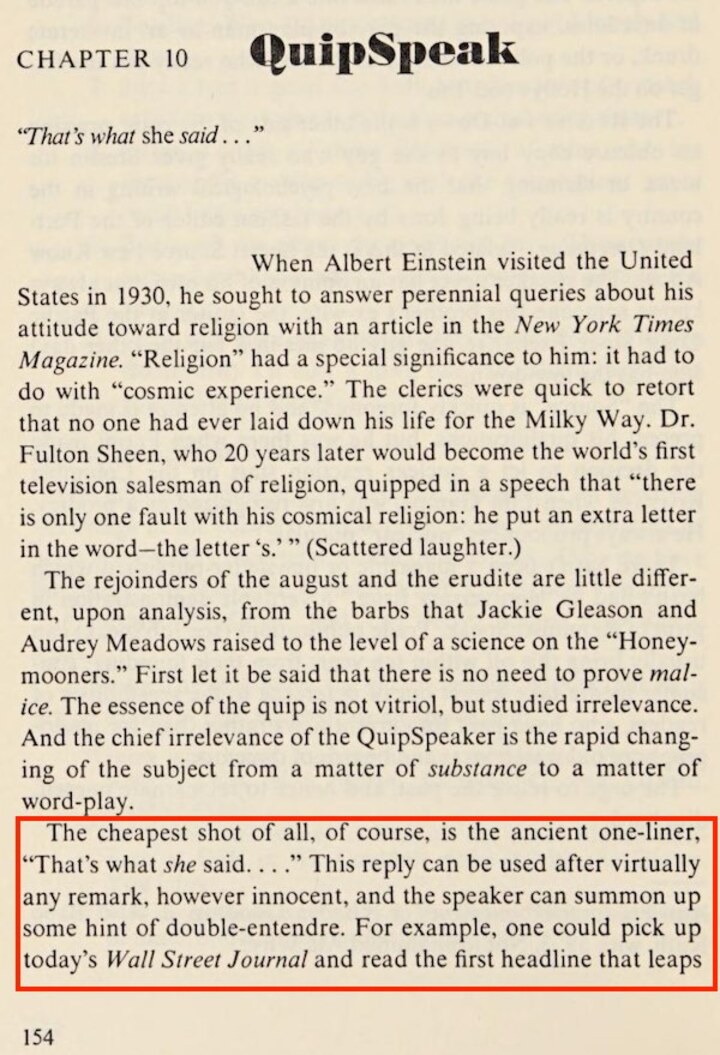 CHAPTER 10 QuipSpeak
“That’s what she said . . .”
When Albert Einstein visited the United
States in 1930, he sought to answer perennial queries about his
attitude toward religion with an article in the New York Times
Magazine. “Religion” had a special significance to him: it had to
do with “cosmic experience.” The clerics were quick to retort
that no one had ever laid down his life for the Milky Way. Dr.
Fulton Sheen, who 20 years later would become the world’s first
television salesman of religion, quipped in a speech that “there
is only one fault with his cosmical religion: he put an extra letter
in the word—the letter ‘s.’ ” (Scattered laughter.)
The rejoinders of the august and the erudite are little differ-
ent, upon analysis, from the barbs that Jackie Gleason and
Audrey Meadows raised to the level of a science on the “Honey-
mooners.” First let it be said that there is no need to prove mal-
ice. The essence of the quip is not vitriol, but studied irrelevance.
And the chief irrelevance of the QuipSpeaker is the rapid chang-
ing of the subject from a matter of substance to a matter of
word-play.
The cheapest shot of all, of course, is the ancient one-liner,
“That’s what she said. . . .” This reply can be used after virtually
any remark, however innocent, and the speaker can summon up
some hint of double-entendre. For example, one could pick up
today’s Wall Street Journal and read the first headline that leaps
154